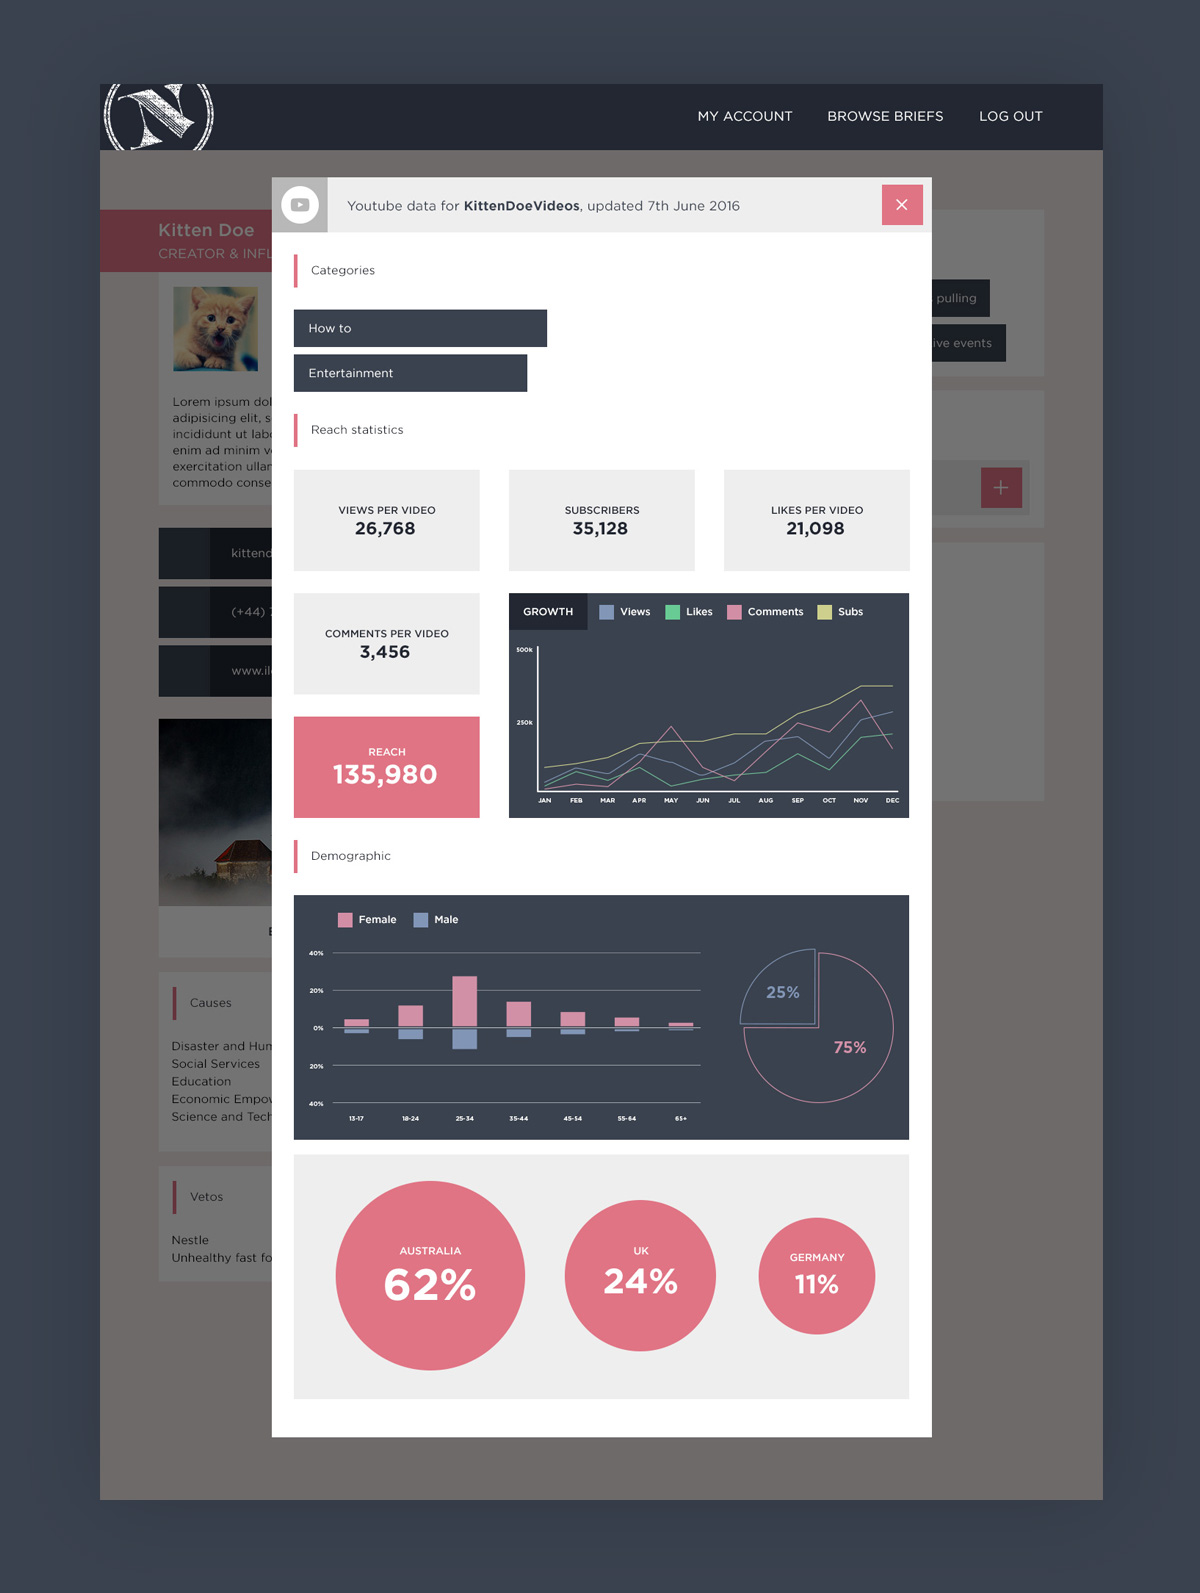 N
MY ACCOUNT
BROWSE BRIEFS
LOG OUT
Kitten Doe
CREATOR & INFL
Lorem ipsum dol
adipisicing elit, s
incididunt ut labo
enim ad minim v
exercitation ullar
commodo conse
kittend
(+44)
www.il
Causes
Disaster and Hum
Social Services
Education
Economic Empow
Science and Tech
Vetos
Nestle
Unhealthy fast fo
Youtube data for KittenDoeVideos, updated 7th June 2016
Categories
How to
Entertainment
Reach statistics
VIEWS PER VIDEO
26,768
SUBSCRIBERS
35,128
LIKES PER VIDEO
21,098
COMMENTS PER VIDEO
3,456
REACH
135,980
GROWTH
Views
Likes
Comments
Subs
500k
250k
JAN FEB MAR APR MAY JUN JUL AUG SEP OCT NOV DEC
Demographic
Female
Male
40%
20%
0%
20%
40%
13-17 18-24 25-34 35-44 45-54 55-64 65+
25%
75%
AUSTRALIA
62%
UK
24%
GERMANY
11%
pulling
ive events